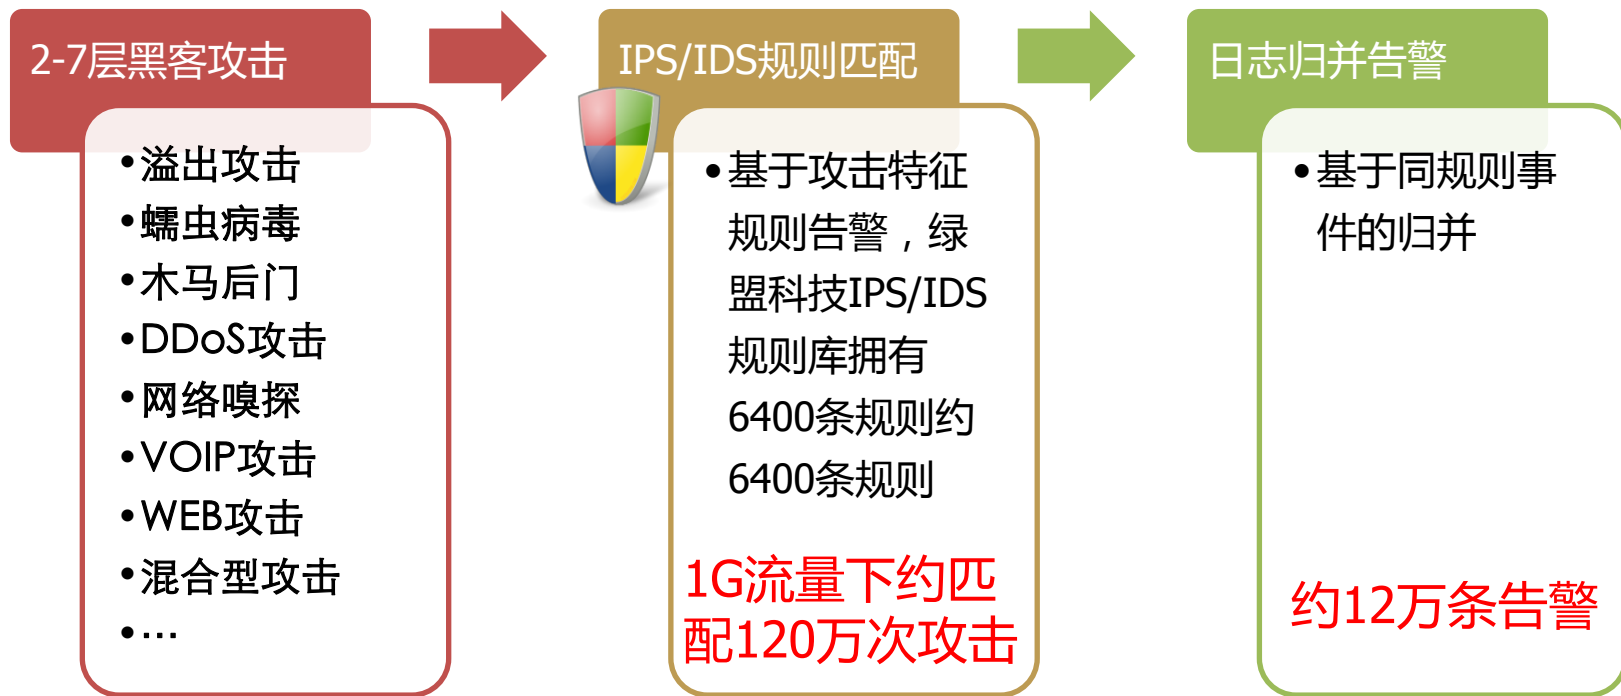 2-7层黑客攻击
•溢出攻击
•蠕虫病毒
•木马后门
•DDoS攻击
•网络嗅探
•VOIP攻击
•WEB攻击
•混合型攻击
•…
IPS/IDS规则匹配
•基于攻击特征
规则告警，绿
盟科技IPS/IDS
规则库拥有
6400条规则约
6400条规则
1G流量下约匹
配120万次攻击
日志归并告警
•基于同规则事
件的归并
约12万条告警